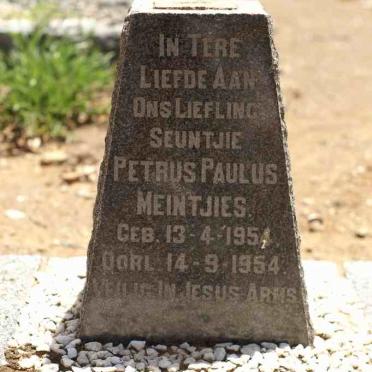 IN TERE
LIEFDE AAN
ONS LIEFLING
SEUNTJIE
PETRUS PAULUS
MEINTJIES.
GEB. 13-4-1954.
OORL. 14-9-1954
VEILIG IN JESUS ARMS